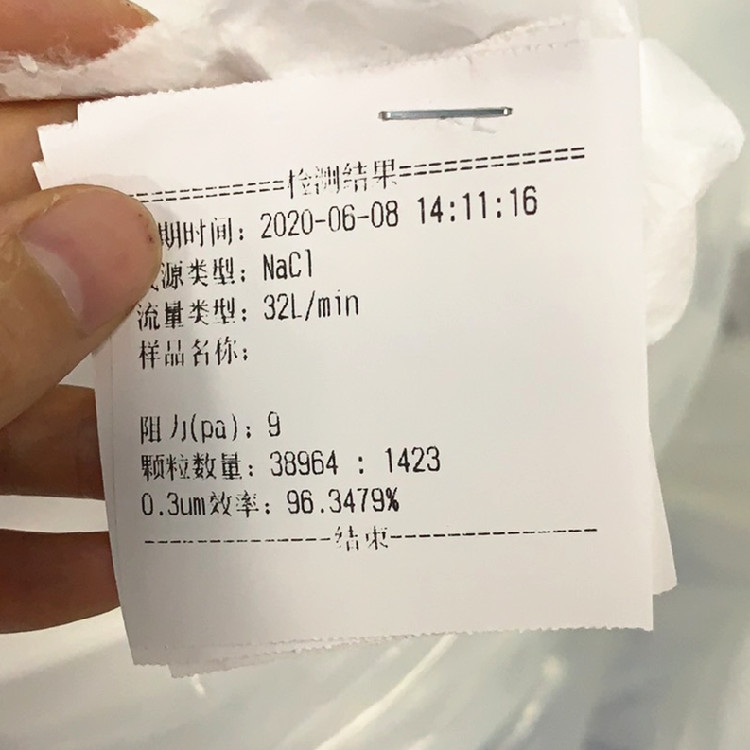 ============检测结果===============
期时间：2020-06-08 14:11:16
源类型：NaCl
流量类型：32L/min
样品名称：
阻力(pa)：9
颗粒数量：38964 : 1423
0.3um效率：96.3479%
--------------结束---------------